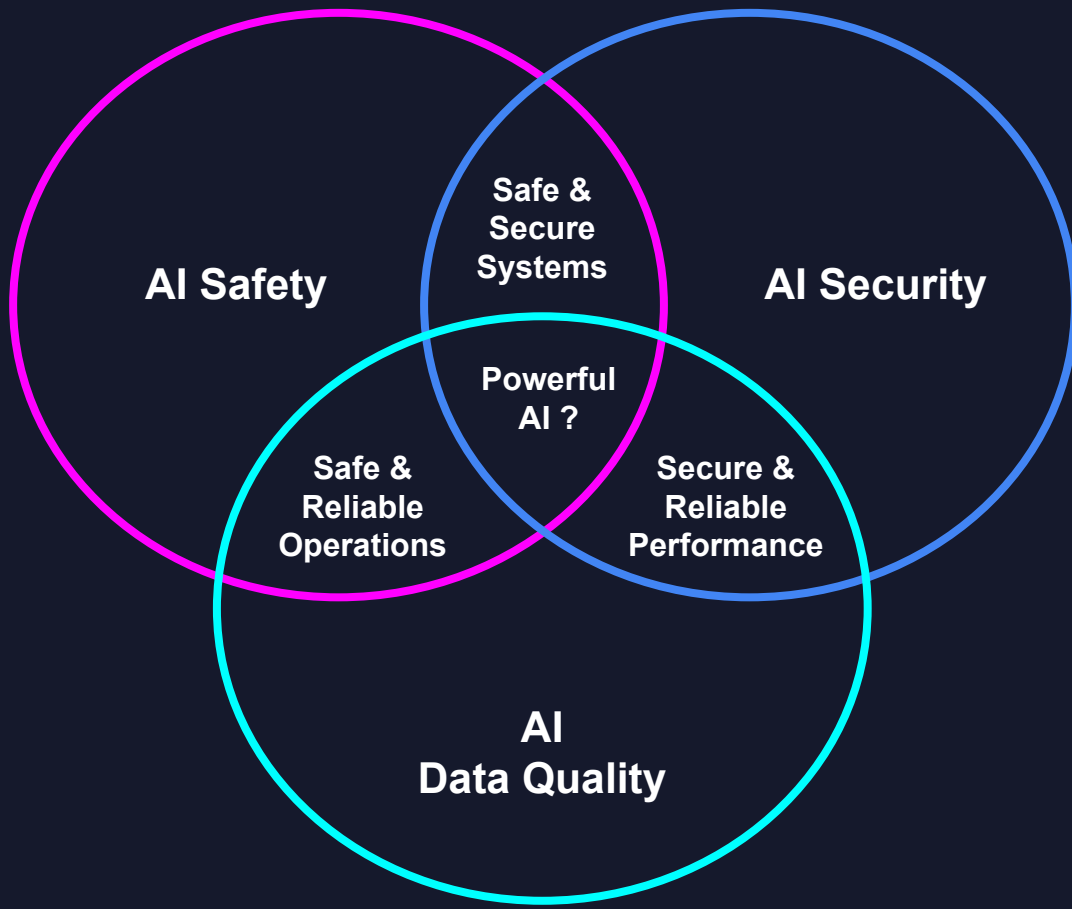 Safe &
Secure
Systems
AI Safety
AI Security
Powerful
AI ?
Safe &
Reliable
Operations
Secure &
Reliable
Performance
AI
Data Quality